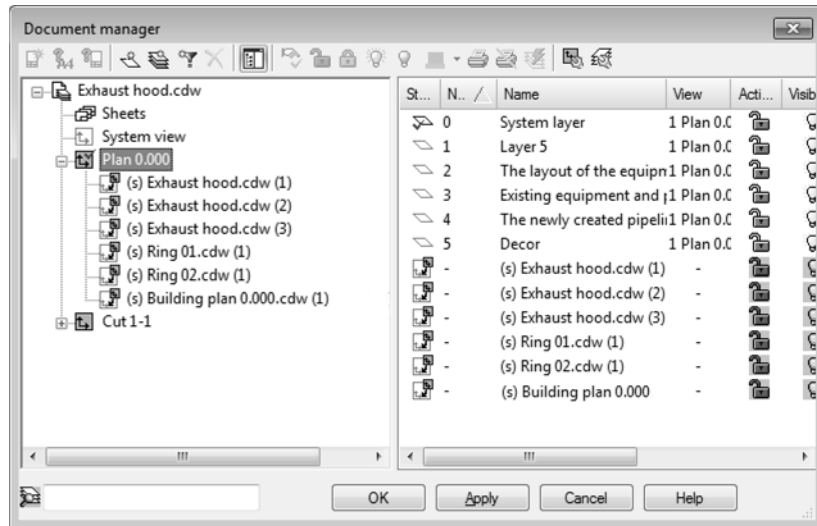 Document manager
Exhaust hood.cdw
Sheets
System view
Plan 0.000
(s) Exhaust hood.cdw (1)
(s) Exhaust hood.cdw (2)
(s) Exhaust hood.cdw (3)
(s) Ring 01.cdw (1)
(s) Ring 02.cdw (1)
(s) Building plan 0.000.cdw (1)
Cut 1-1
St... N.. Name View Acti... Visib
0 System layer 1 Plan 0.0
1 Layer 5 1 Plan 0.0
2 The layout of the equipm 1 Plan 0.0
3 Existing equipment and p 1 Plan 0.0
4 The newly created pipelin 1 Plan 0.0
5 Decor 1 Plan 0.0
- (s) Exhaust hood.cdw (1) -
- (s) Exhaust hood.cdw (2) -
- (s) Exhaust hood.cdw (3) -
- (s) Ring 01.cdw (1) -
- (s) Ring 02.cdw (1) -
- (s) Building plan 0.000 -
OK Apply Cancel Help